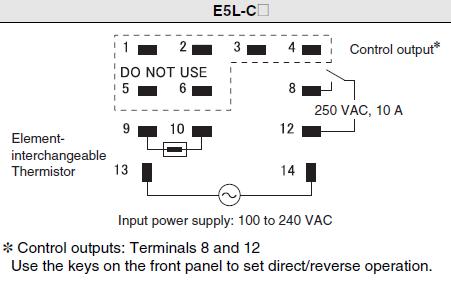 E5L-C□
1 2 3 4 Control output*
DO NOT USE
5 6 8
250 VAC, 10 A
9 10 12
Element-
interchangeable
Thermistor
13 14
Input power supply: 100 to 240 VAC
* Control outputs: Terminals 8 and 12
Use the keys on the front panel to set direct/reverse operation.